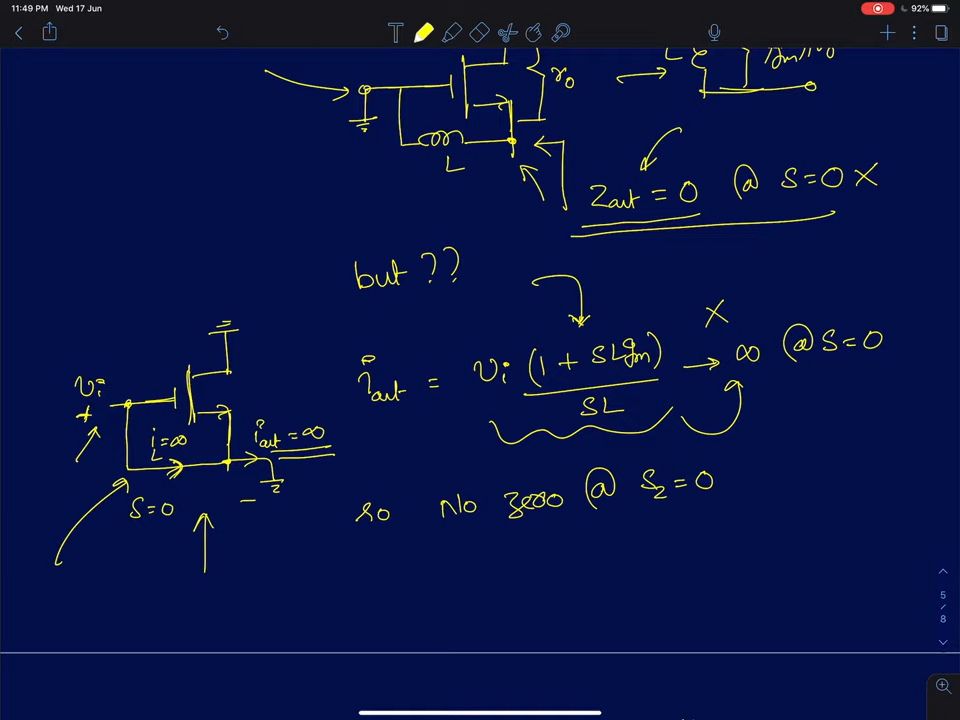 11:49 PM Wed 17 Jun
92%
T
r₀
L
Zout = 0 @ S=0 X
but ??
X
iout = vi (1 + SLgm) / SL → ∞ @ S=0
vi
+
iL=∞
iout = ∞
S=0
−
so No zero @ Sz=0
5
/
8